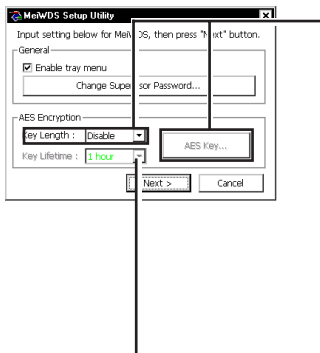 MeiWDS Setup Utility
Input setting below for MeiWDS, then press "Next" button.
General
Enable tray menu
Change Supervisor Password...
AES Encryption
Key Length : Disable
AES Key...
Key Lifetime : 1 hour
Next > Cancel